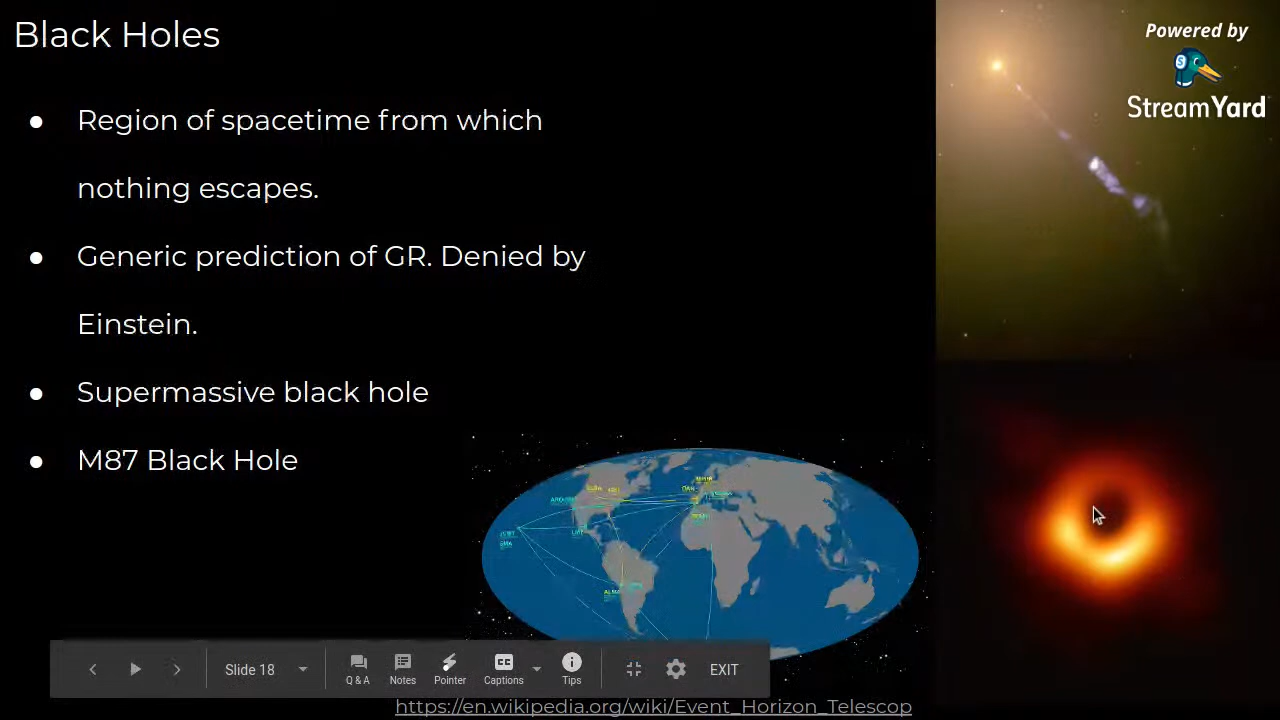 Black Holes
Powered by
StreamYard
● Region of spacetime from which
nothing escapes.
● Generic prediction of GR. Denied by
Einstein.
● Supermassive black hole
● M87 Black Hole
Slide 18
Q & A
Notes
Pointer
CC
Captions
Tips
EXIT
https://en.wikipedia.org/wiki/Event_Horizon_Telescop